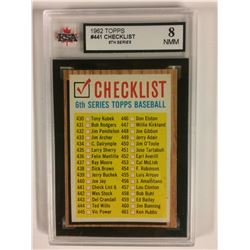 KSA
1962 TOPPS
#441 CHECKLIST
6TH SERIES
8
NMM
CHECKLIST
6th SERIES TOPPS BASEBALL
430 Tony Kubek 446 Don Elston
431 Bob Rodgers 447 Willie Kirkland
432 Jim Pendleton 448 Joe Gibbon
433 Jim Archer 449 Jerry Adair
434 C. Dalrymple 450 Jim O'Toole
435 Larry Sherry 451 Jose Tartabull
436 Felix Mantilla 452 Earl Averill
437 Ray Moore 453 Cal McLish
438 Dick Brown 454 F. Robinson
439 Jerry Buchek 455 Luis Arroyo
440 Joe Jay 456 J. Amalfitano
441 Check List 6 457 Lou Clinton
442 Wes Stock 458 Bob Buhl
443 Del Crandall 459 Ed Bailey
444 Ted Wills 460 Jim Bunning
445 Vic Power 461 Ken Hubbs